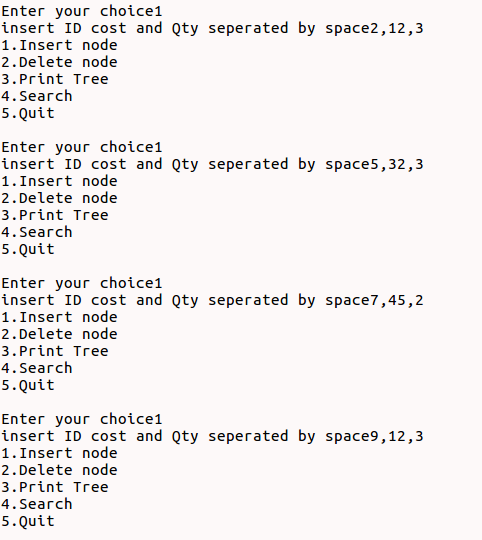 Enter your choice1
insert ID cost and Qty seperated by space2,12,3
1.Insert node
2.Delete node
3.Print Tree
4.Search
5.Quit
Enter your choice1
insert ID cost and Qty seperated by space5,32,3
1.Insert node
2.Delete node
3.Print Tree
4.Search
5.Quit
Enter your choice1
insert ID cost and Qty seperated by space7,45,2
1.Insert node
2.Delete node
3.Print Tree
4.Search
5.Quit
Enter your choice1
insert ID cost and Qty seperated by space9,12,3
1.Insert node
2.Delete node
3.Print Tree
4.Search
5.Quit